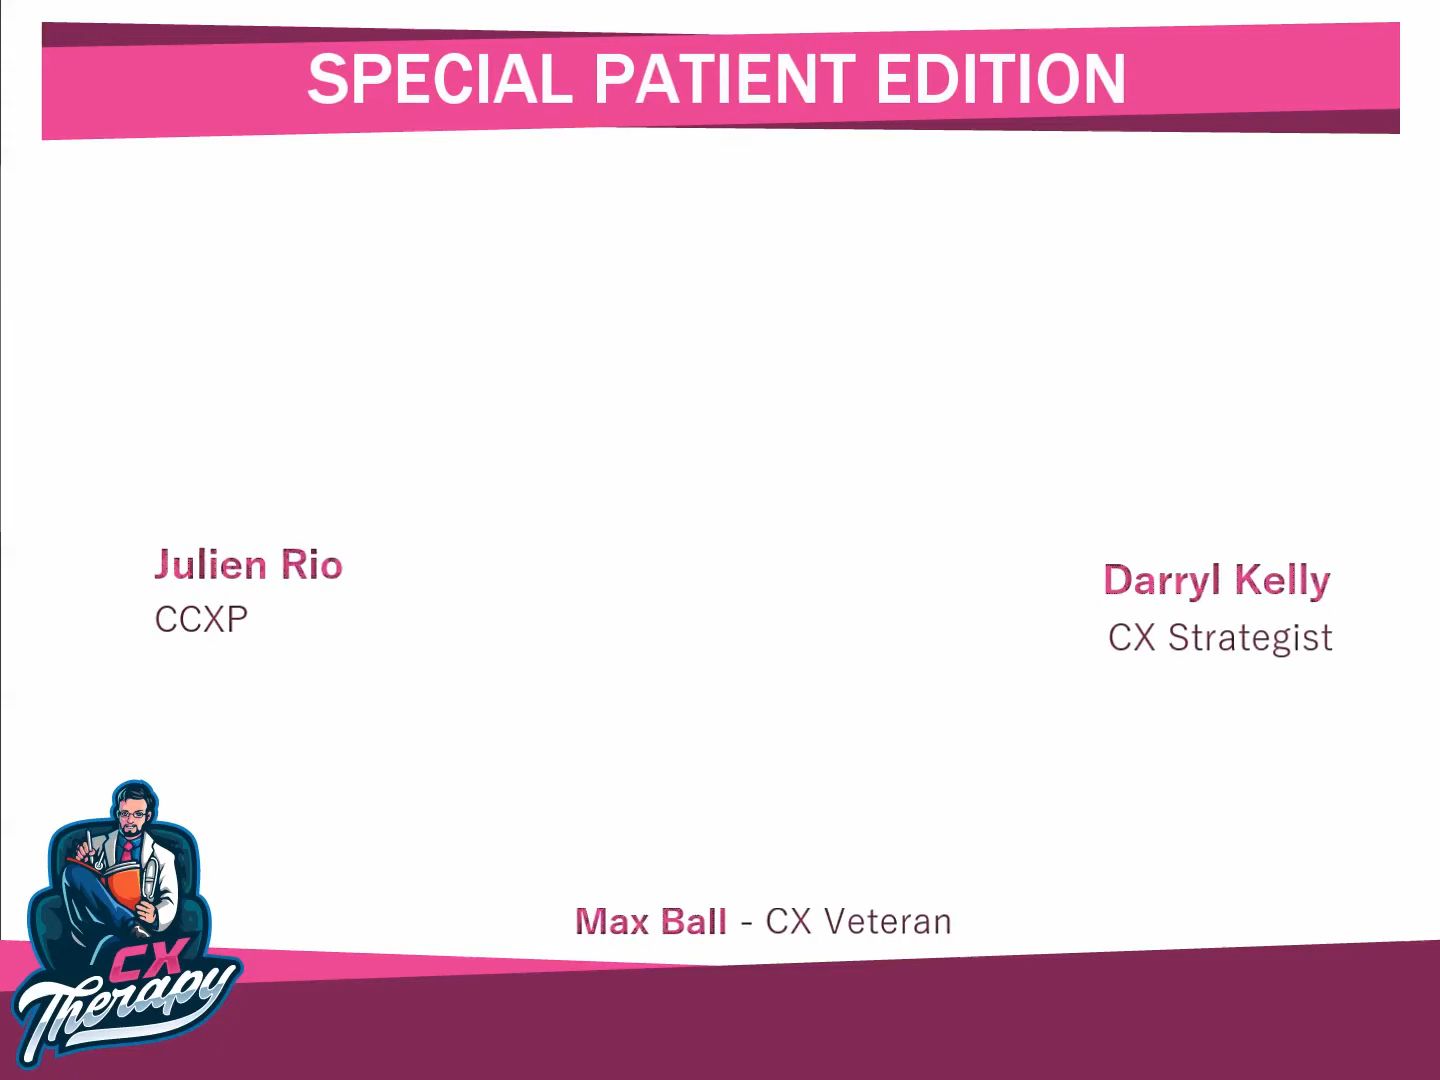 SPECIAL PATIENT EDITION
Julien Rio
CCXP
Darryl Kelly
CX Strategist
Max Ball - CX Veteran
CX
Therapy